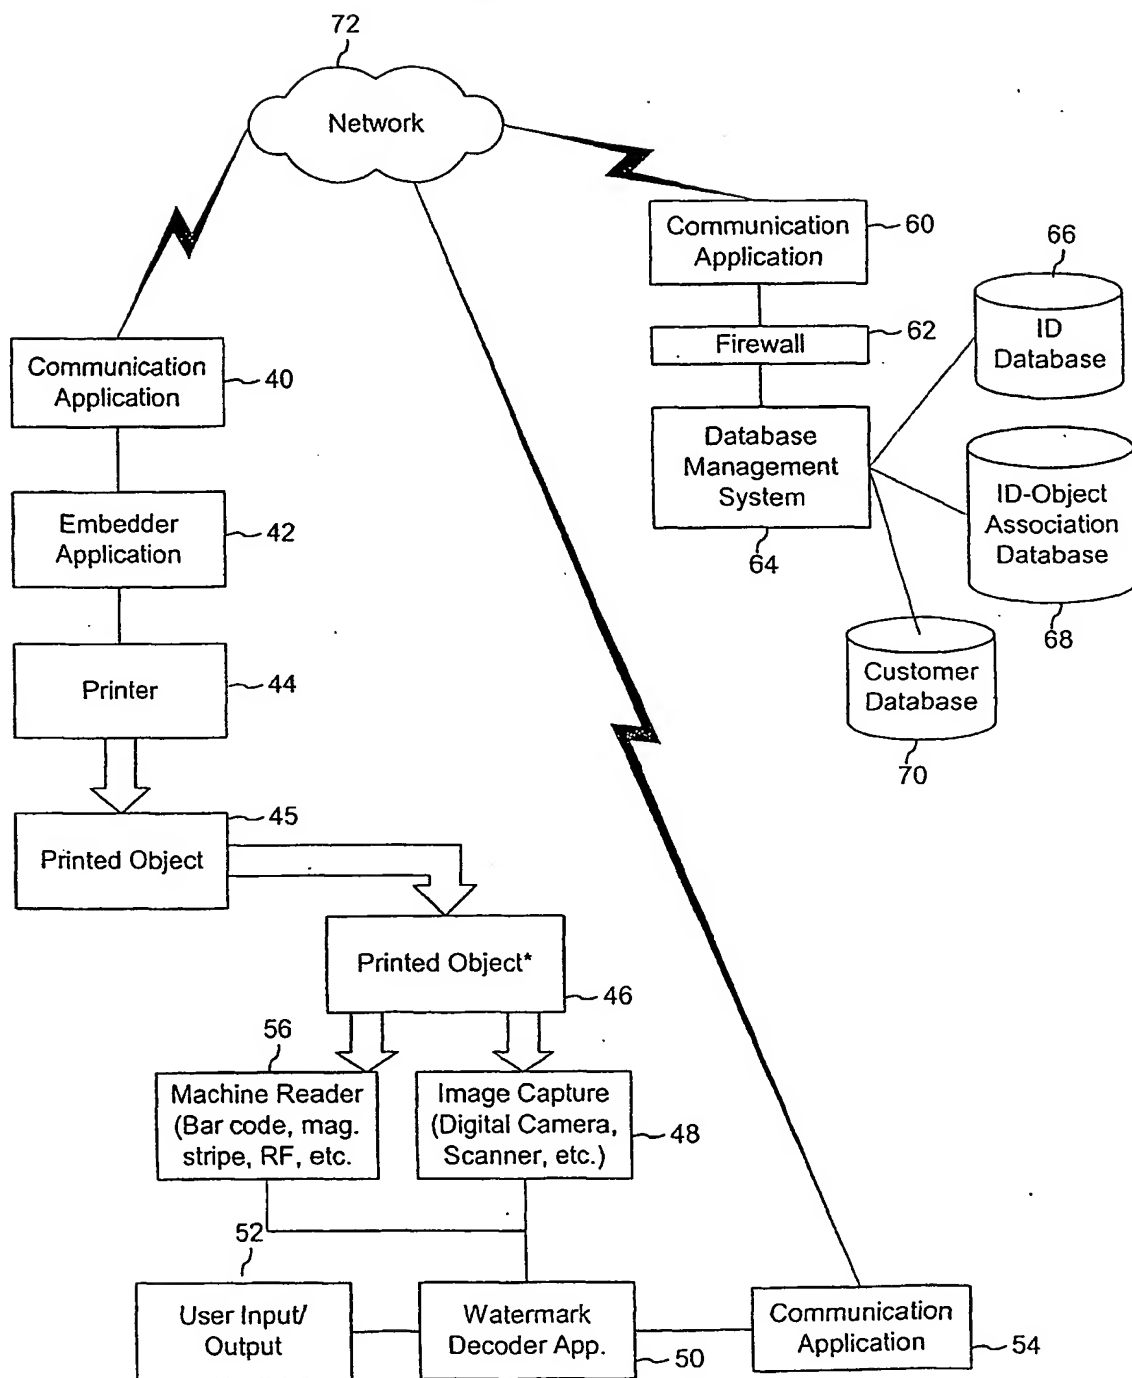 72
Network
Communication
Application
60
66
ID
Database
Firewall
62
Communication
Application
40
Database
Management
System
64
ID-Object
Association
Database
68
Embedder
Application
42
Customer
Database
70
Printer
44
45
Printed Object
Printed Object*
46
56
Machine Reader
(Bar code, mag.
stripe, RF, etc.
Image Capture
(Digital Camera,
Scanner, etc.)
48
52
User Input/
Output
Watermark
Decoder App.
50
Communication
Application
54